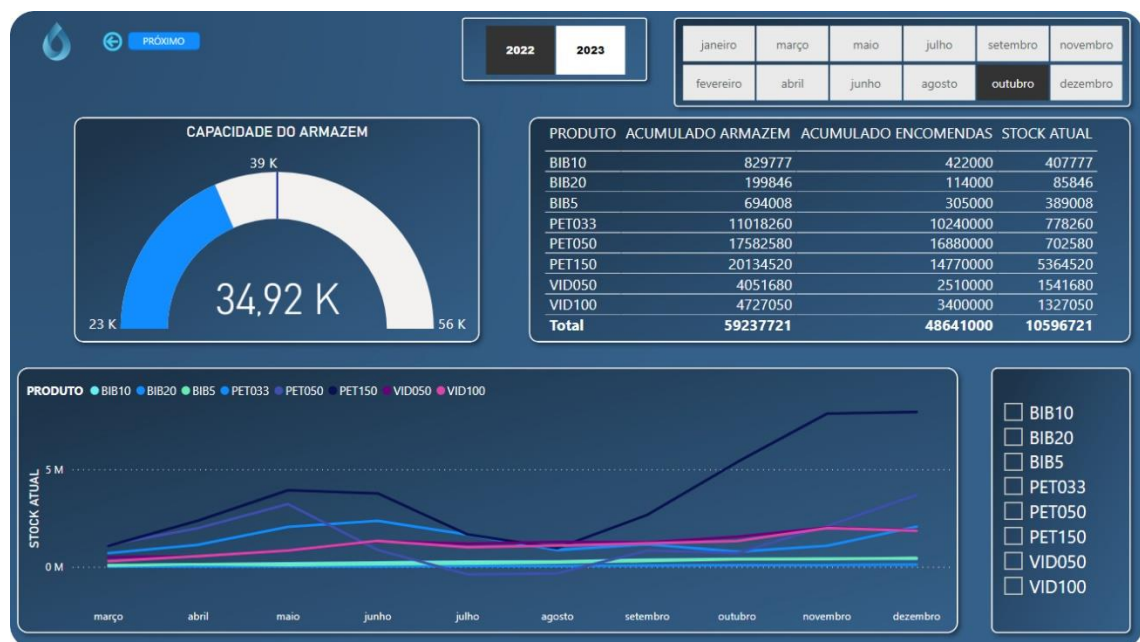 PRÓXIMO
2022 2023
janeiro março maio julho setembro novembro
fevereiro abril junho agosto outubro dezembro
CAPACIDADE DO ARMAZEM
39 K
34,92 K
23 K
56 K
PRODUTO ACUMULADO ARMAZEM ACUMULADO ENCOMENDAS STOCK ATUAL
BIB10 829777 422000 407777
BIB20 199846 114000 85846
BIB5 694008 305000 389008
PET033 11018260 10240000 778260
PET050 17582580 16880000 702580
PET150 20134520 14770000 5364520
VID050 4051680 2510000 1541680
VID100 4727050 3400000 1327050
Total 59237721 48641000 10596721
PRODUTO BIB10 BIB20 BIB5 PET033 PET050 PET150 VID050 VID100
STOCK ATUAL
5 M
0 M
março abril maio junho julho agosto setembro outubro novembro dezembro
BIB10
BIB20
BIB5
PET033
PET050
PET150
VID050
VID100